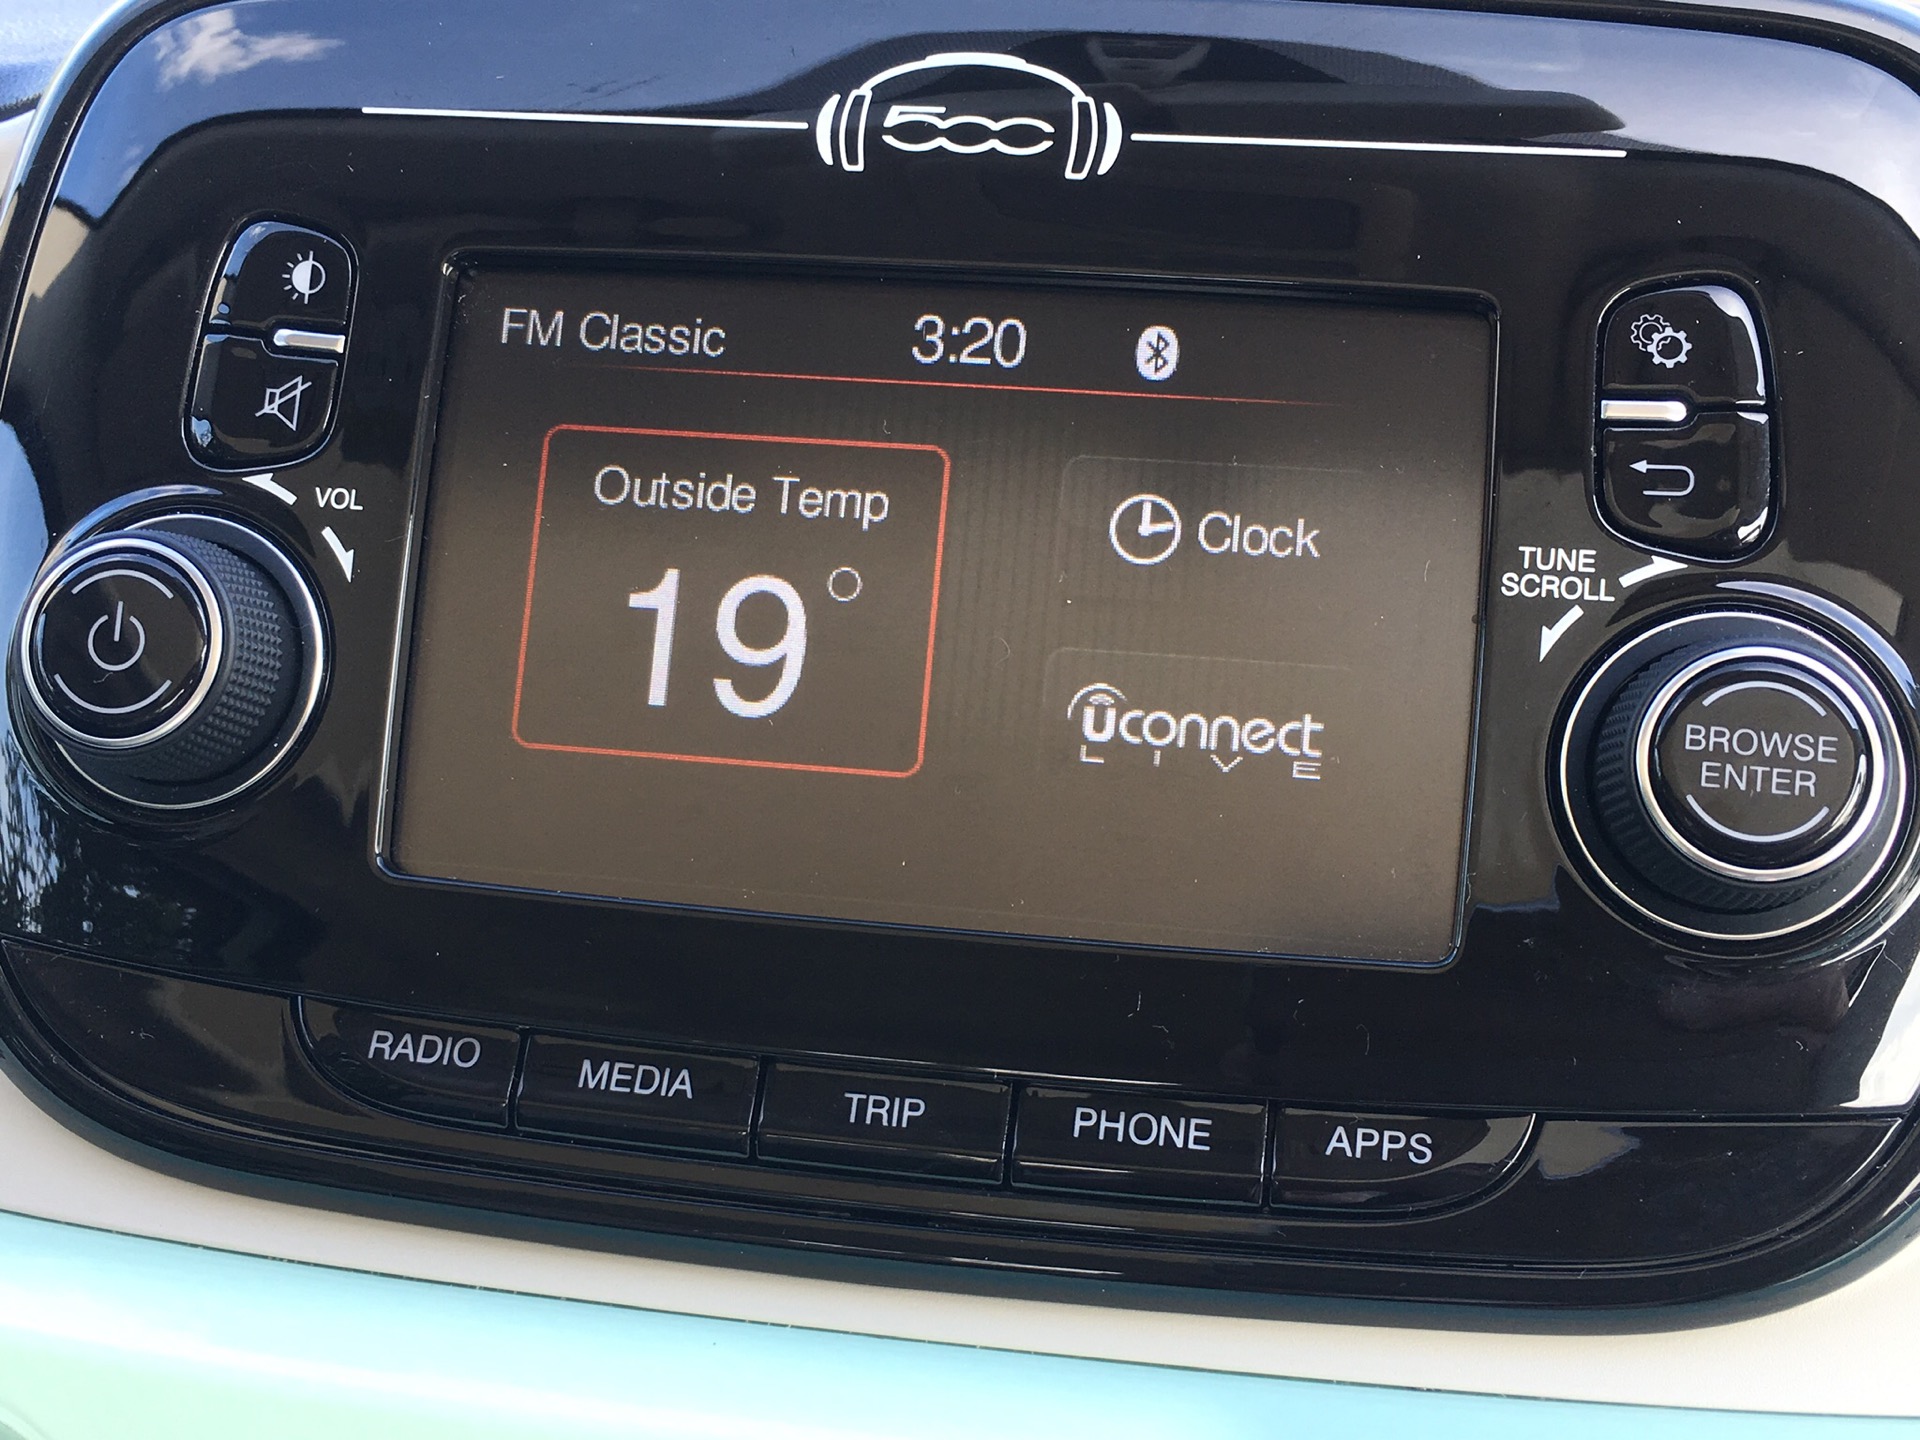 500
FM Classic 3:20
Outside Temp
19°
Clock
uconnect
LIVE
VOL
TUNE
SCROLL
BROWSE
ENTER
RADIO MEDIA TRIP PHONE APPS